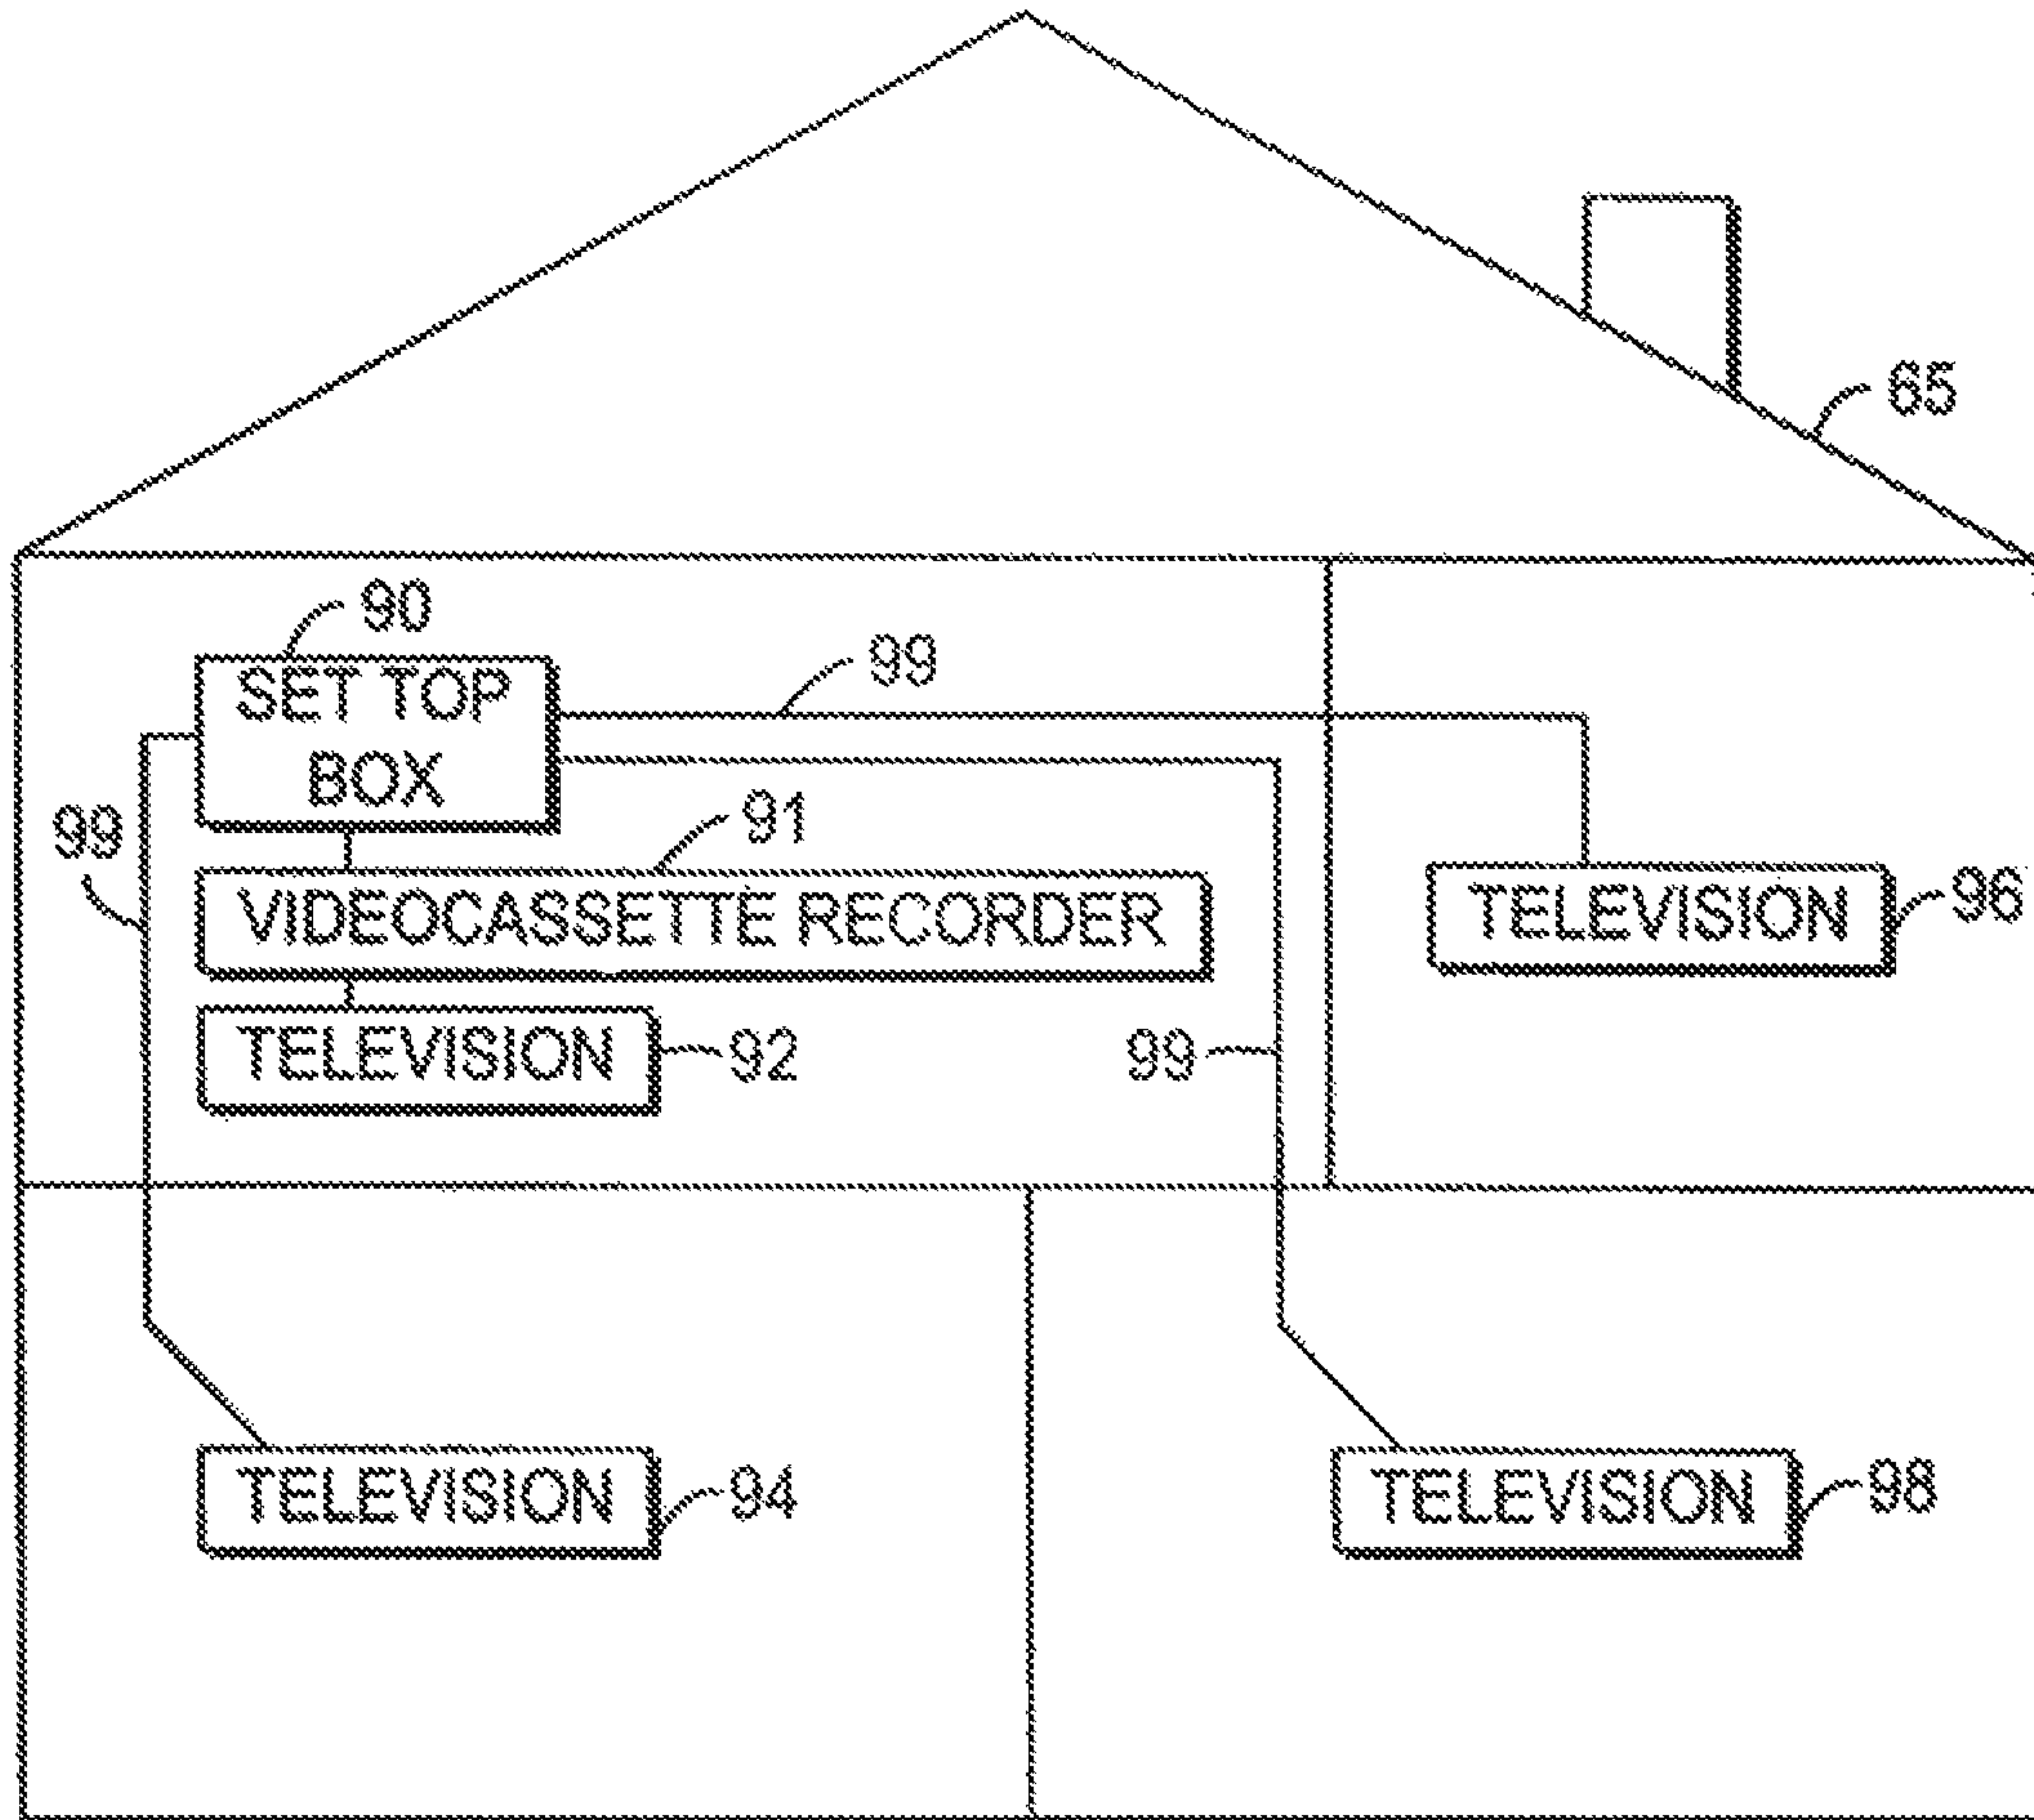 65
90
SET TOP
BOX
99
99
91
VIDEOCASSETTE RECORDER
TELEVISION
96
TELEVISION
92
99
TELEVISION
94
TELEVISION
98